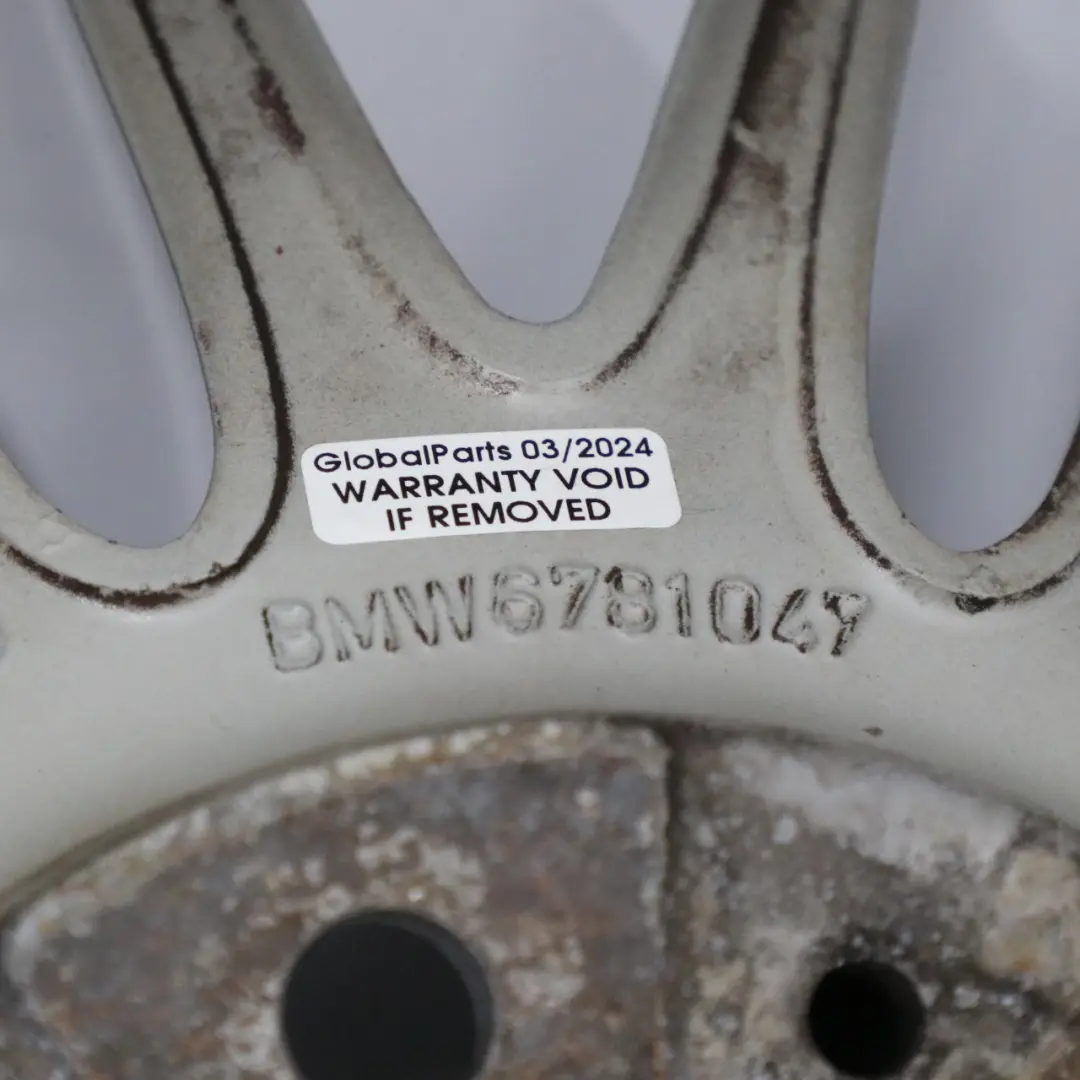 GlobalParts 03/2024
WARRANTY VOID
IF REMOVED
BMW6781047